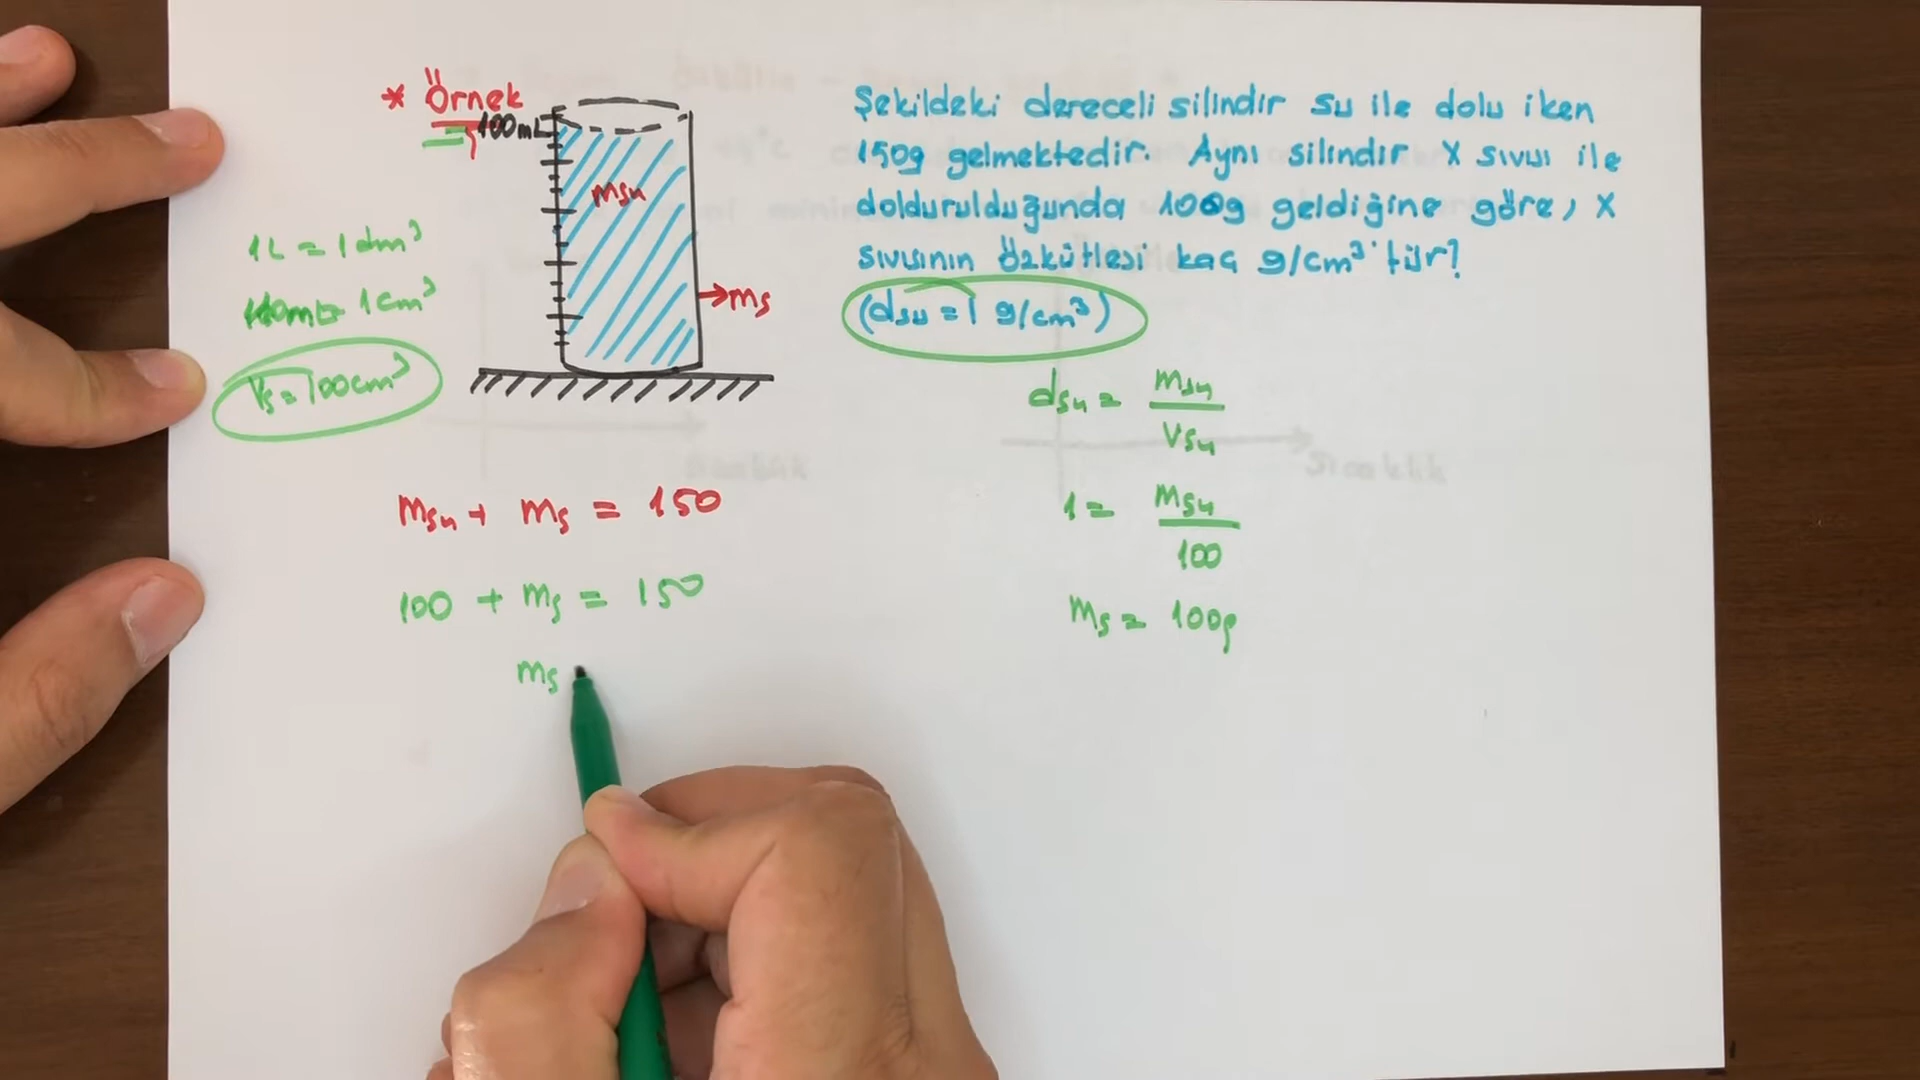 * Örnek
100mL
msu
ms
1L = 1dm³
1cm³
Vs = 100cm³
Şekildeki dereceli silindir su ile dolu iken
150g gelmektedir. Aynı silindir X sıvısı ile
doldurulduğunda 100g geldiğine göre, X
sıvısının özkütlesi kaç g/cm³'tür?
(dsu = 1 g/cm³)
dsu = msu
Vsu
1 = msu
100
ms = 100g
msu + ms = 150
100 + ms = 150
ms